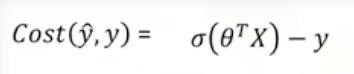 Cost(ŷ, y) = σ(θᵀX) − y